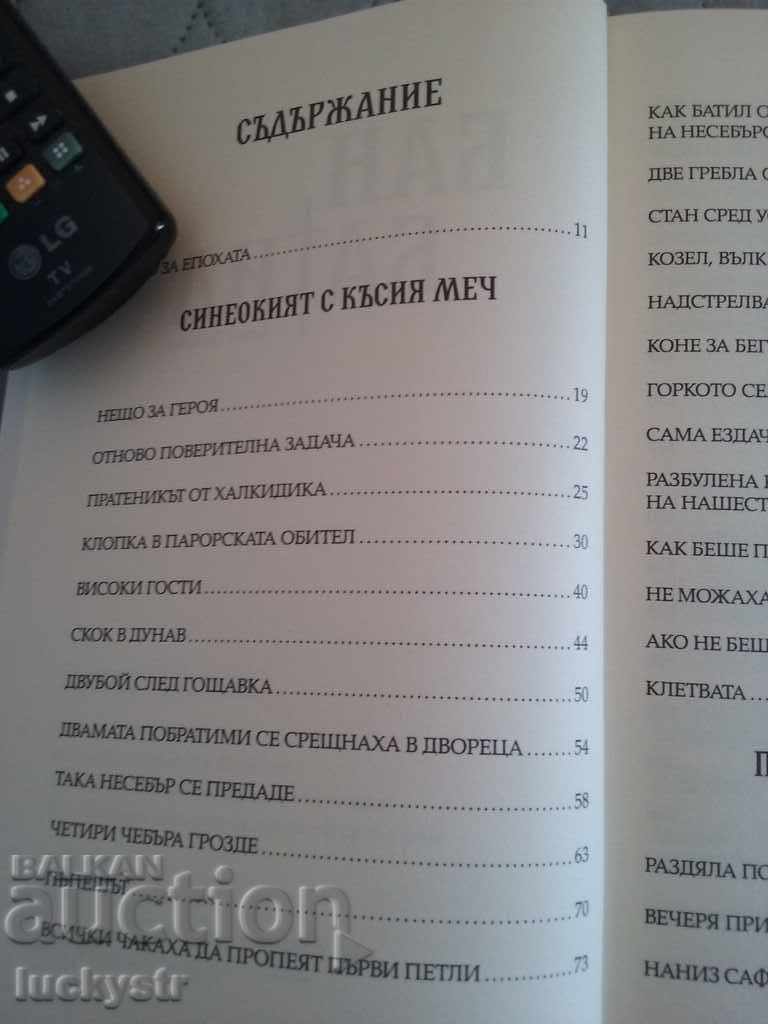 СЪДЪРЖАНИЕ
ЗА ЕПОХАТА 11
СИНЕОКИЯТ С КЪСИЯ МЕЧ
НЕЩО ЗА ГЕРОЯ 19
ОТНОВО ПОВЕРИТЕЛНА ЗАДАЧА 22
ПРАТЕНИКЪТ ОТ ХАЛКИДИКА 25
КЛОПКА В ПАРОРСКАТА ОБИТЕЛ 30
ВИСОКИ ГОСТИ 40
СКОК В ДУНАВ 44
ДВУБОЙ СЛЕД ГОЩАВКА 50
ДВАМАТА ПОБРАТИМИ СЕ СРЕЩНАХА В ДВОРЕЦА 54
ТАКА НЕСЕБЪР СЕ ПРЕДАДЕ 58
ЧЕТИРИ ЧЕБЪРА ГРОЗДЕ 63
ПЪПЕШЪТ 70
ВСИЧКИ ЧАКАХА ДА ПРОПЕЯТ ПЪРВИ ПЕТЛИ 73
КАК БАТИЛ О
НА НЕСЕБЪРС
ДВЕ ГРЕБЛА
СТАН СРЕД УС
КОЗЕЛ, ВЪЛК
НАДСТРЕЛВА
КОНЕ ЗА БЕГ
ГОРКОТО СЕ
САМА ЕЗДАЧ
РАЗБУЛЕНА
НА НАШЕСТ
КАК БЕШЕ П
НЕ МОЖАХА
АКО НЕ БЕШ
КЛЕТВАТА
П
РАЗДЯЛА ПО
ВЕЧЕРЯ ПРИ
НАНИЗ САФ
LG
TV
BALKAN
auction
luckystr